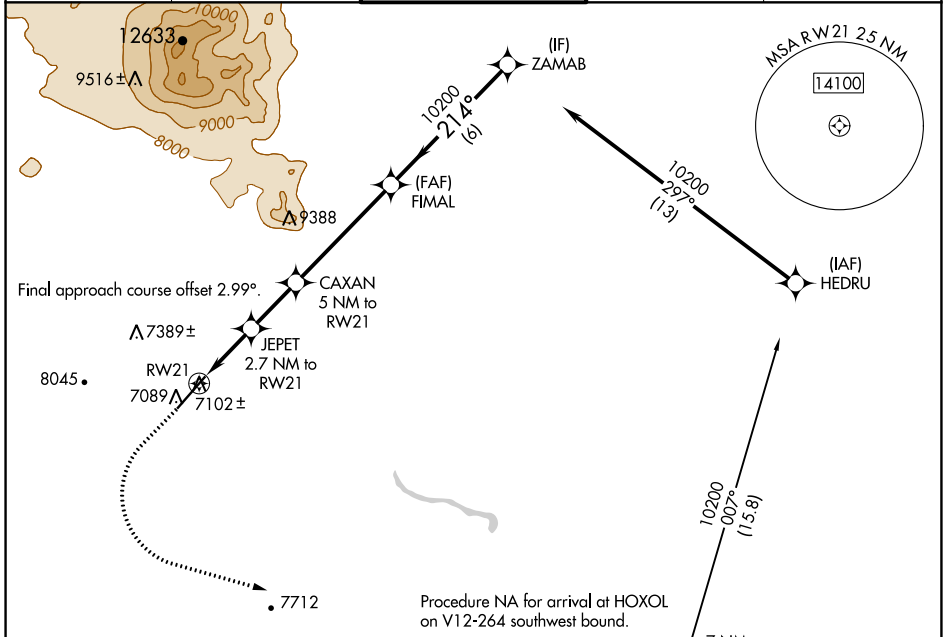 10000
12633
9516±
9000
8000
(IF)
ZAMAB
MSA RW21 25 NM
14100
10200
214°
(6)
(FAF)
FIMAL
10200
297°
(13)
9388
(IAF)
HEDRU
Final approach course offset 2.99°.
CAXAN
5 NM to
RW21
7389±
JEPET
2.7 NM to
RW21
RW21
8045
7089
7102±
10200
007°
(15.8)
7712
Procedure NA for arrival at HOXOL
on V12-264 southwest bound.